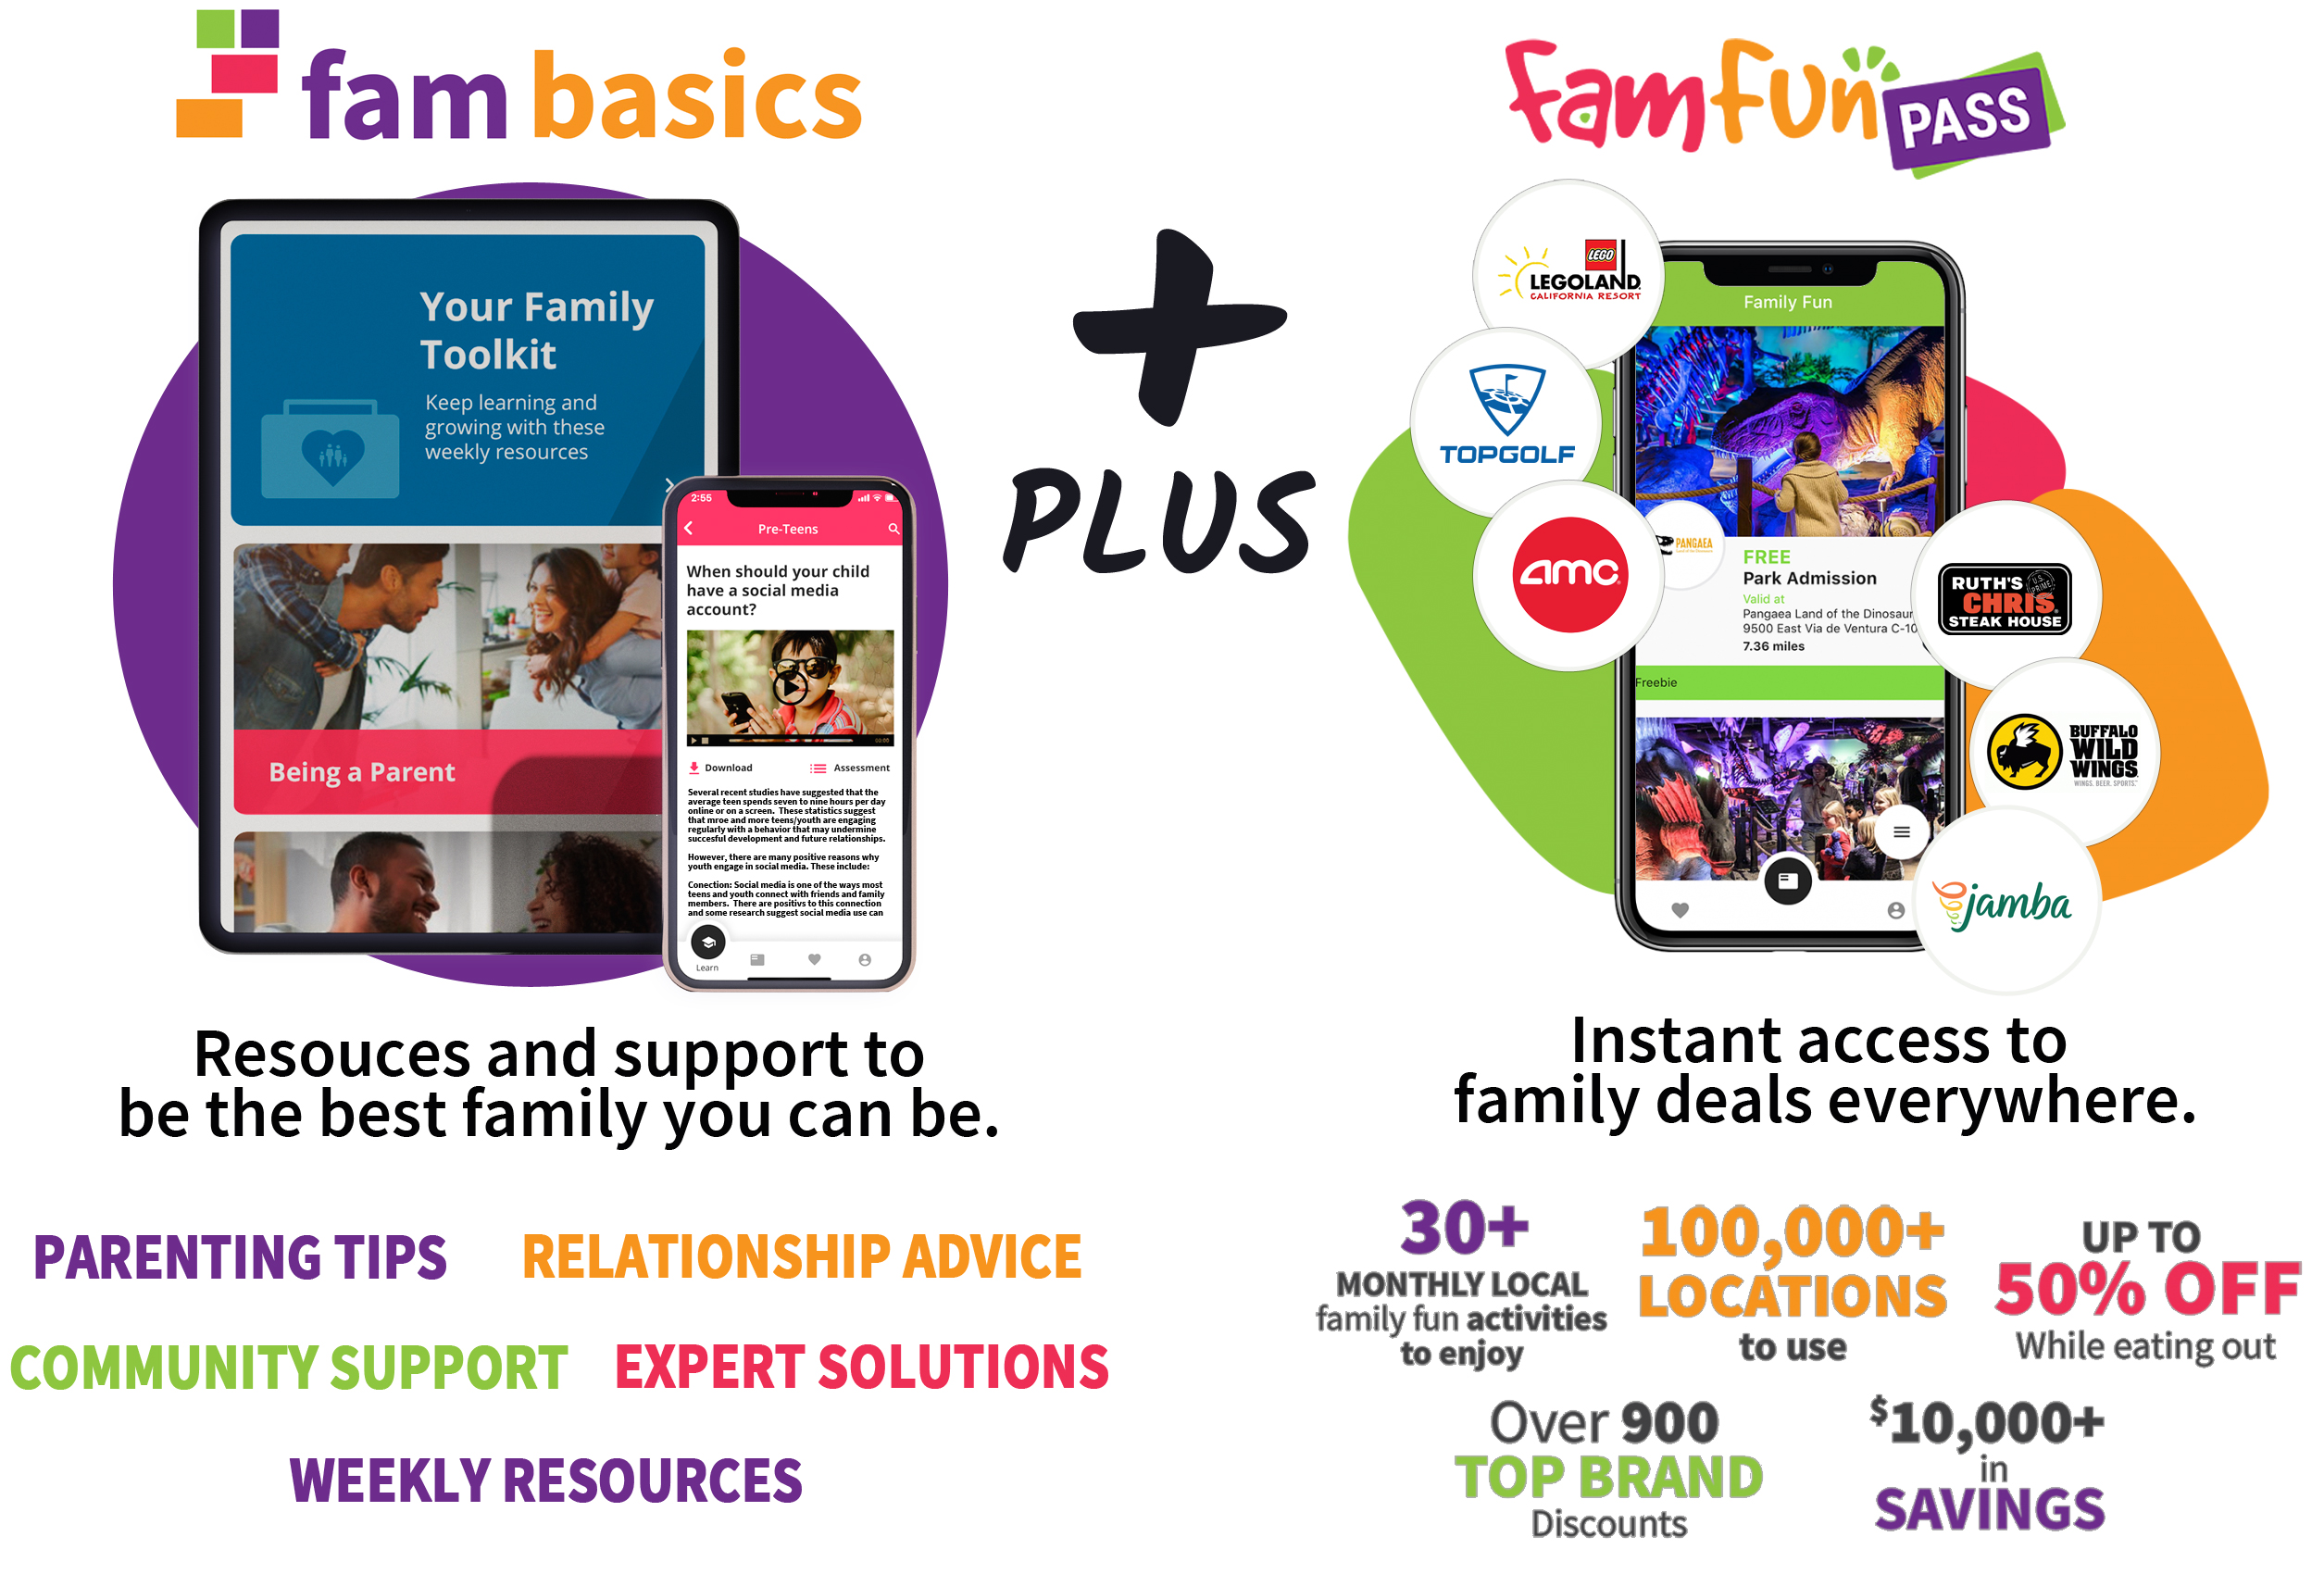 fam basics
Your Family
Toolkit
Keep learning and
growing with these
weekly resources
Being a Parent
2:55
Pre-Teens
When should your child
have a social media
account?
Download
Assessment
Several recent studies have suggested that the
average teen spends seven to nine hours per day
online or on a screen. These statistics suggest
that mroe and more teens/youth are engaging
regularly with a behavior that may undermine
succesful development and future relationships.
However, there are many positive reasons why
youth engage in social media. These include:
Conection: Social media is one of the ways most
teens and youth connect with friends and family
members. There are positivs to this connection
and some research suggest social media use can
Learn
Resouces and support to
be the best family you can be.
PARENTING TIPS
RELATIONSHIP ADVICE
COMMUNITY SUPPORT
EXPERT SOLUTIONS
WEEKLY RESOURCES
+
PLUS
FamFun PASS
LEGO
LEGOLAND
CALIFORNIA RESORT
TOPGOLF
amc
Family Fun
PANGAEA
FREE
Park Admission
Valid at
Pangaea Land of the Dinosaur
9500 East Via de Ventura C-10
7.36 miles
Freebie
RUTH'S
U.S.
PRIME
CHRIS
STEAK HOUSE
BUFFALO
WILD
WINGS
WINGS. BEER. SPORTS.
jamba
Instant access to
family deals everywhere.
30+
MONTHLY LOCAL
family fun activities
to enjoy
100,000+
LOCATIONS
to use
UP TO
50% OFF
While eating out
Over 900
TOP BRAND
Discounts
$10,000+
in
SAVINGS